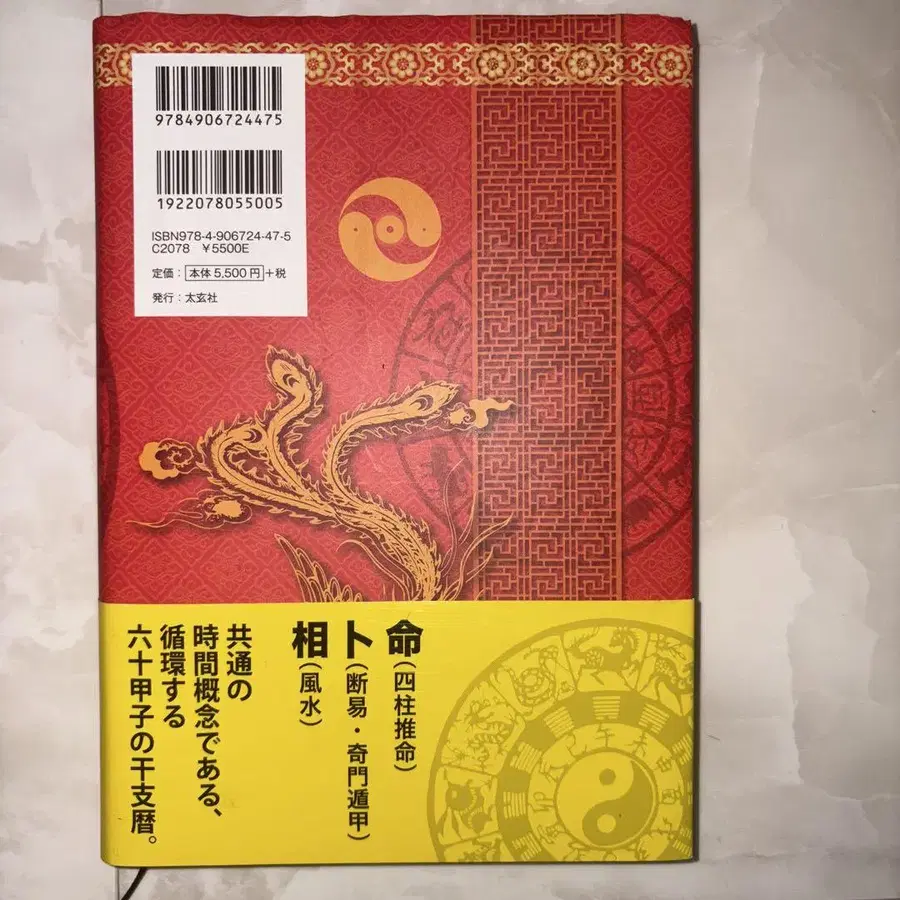 9784906724475
1922078055005
ISBN978-4-906724-47-5
C2078 ¥5500E
定価：本体5,500円+税
発行：太玄社
命（四柱推命）
卜（断易・奇門遁甲）
相（風水）
共通の
時間概念である、
循環する
六十甲子の干支暦。